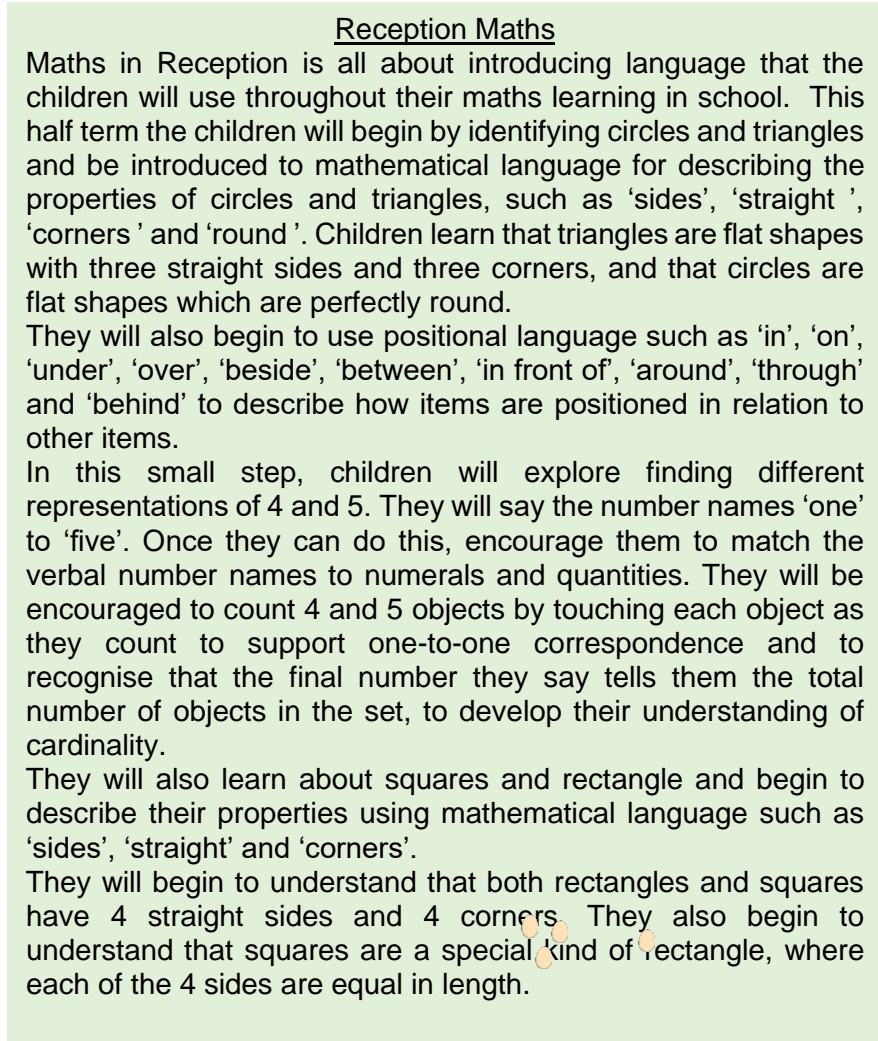 Reception Maths
Maths in Reception is all about introducing language that the
children will use throughout their maths learning in school.  This
half term the children will begin by identifying circles and triangles
and be introduced to mathematical language for describing the
properties of circles and triangles, such as ‘sides’, ‘straight ’,
‘corners ’ and ‘round ’. Children learn that triangles are flat shapes
with three straight sides and three corners, and that circles are
flat shapes which are perfectly round.
They will also begin to use positional language such as ‘in’, ‘on’,
‘under’, ‘over’, ‘beside’, ‘between’, ‘in front of’, ‘around’, ‘through’
and ‘behind’ to describe how items are positioned in relation to
other items.
In this small step, children will explore finding different
representations of 4 and 5. They will say the number names ‘one’
to ‘five’. Once they can do this, encourage them to match the
verbal number names to numerals and quantities. They will be
encouraged to count 4 and 5 objects by touching each object as
they count to support one-to-one correspondence and to
recognise that the final number they say tells them the total
number of objects in the set, to develop their understanding of
cardinality.
They will also learn about squares and rectangle and begin to
describe their properties using mathematical language such as
‘sides’, ‘straight’ and ‘corners’.
They will begin to understand that both rectangles and squares
have 4 straight sides and 4 corners. They also begin to
understand that squares are a special kind of rectangle, where
each of the 4 sides are equal in length.